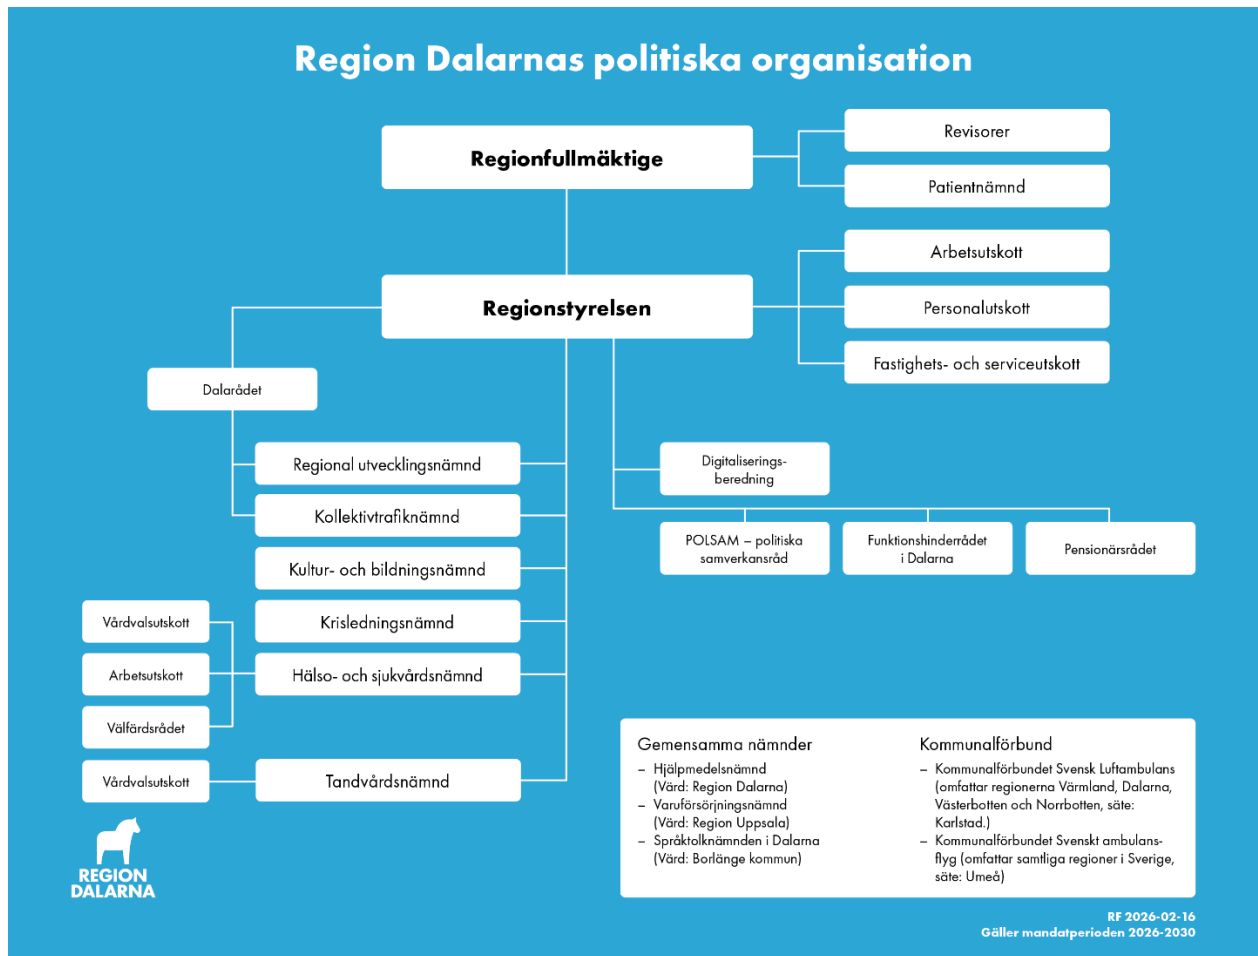 Region Dalarnas politiska organisation
Regionfullmäktige
Revisorer
Patientnämnd
Regionstyrelsen
Arbetsutskott
Personalutskott
Fastighets- och serviceutskott
Dalarådet
Regional utvecklingsnämnd
Kollektivtrafiknämnd
Kultur- och bildningsnämnd
Krisledningsnämnd
Hälso- och sjukvårdsnämnd
Tandvårdsnämnd
Vårdvalsutskott
Arbetsutskott
Välfärdsrådet
Vårdvalsutskott
Digitaliserings-
beredning
POLSAM – politiska
samverkansråd
Funktionshinderrådet
i Dalarna
Pensionärsrådet
Gemensamma nämnder
– Hjälpmedelsnämnd
(Värd: Region Dalarna)
– Varuförsörjningsnämnd
(Värd: Region Uppsala)
– Språktolknämnden i Dalarna
(Värd: Borlänge kommun)
Kommunalförbund
– Kommunalförbundet Svensk Luftambulans
(omfattar regionerna Värmland, Dalarna,
Västerbotten och Norrbotten, säte:
Karlstad.)
– Kommunalförbundet Svenskt ambulans-
flyg (omfattar samtliga regioner i Sverige,
säte: Umeå)
REGION
DALARNA
RF 2026-02-16
Gäller mandatperioden 2026-2030